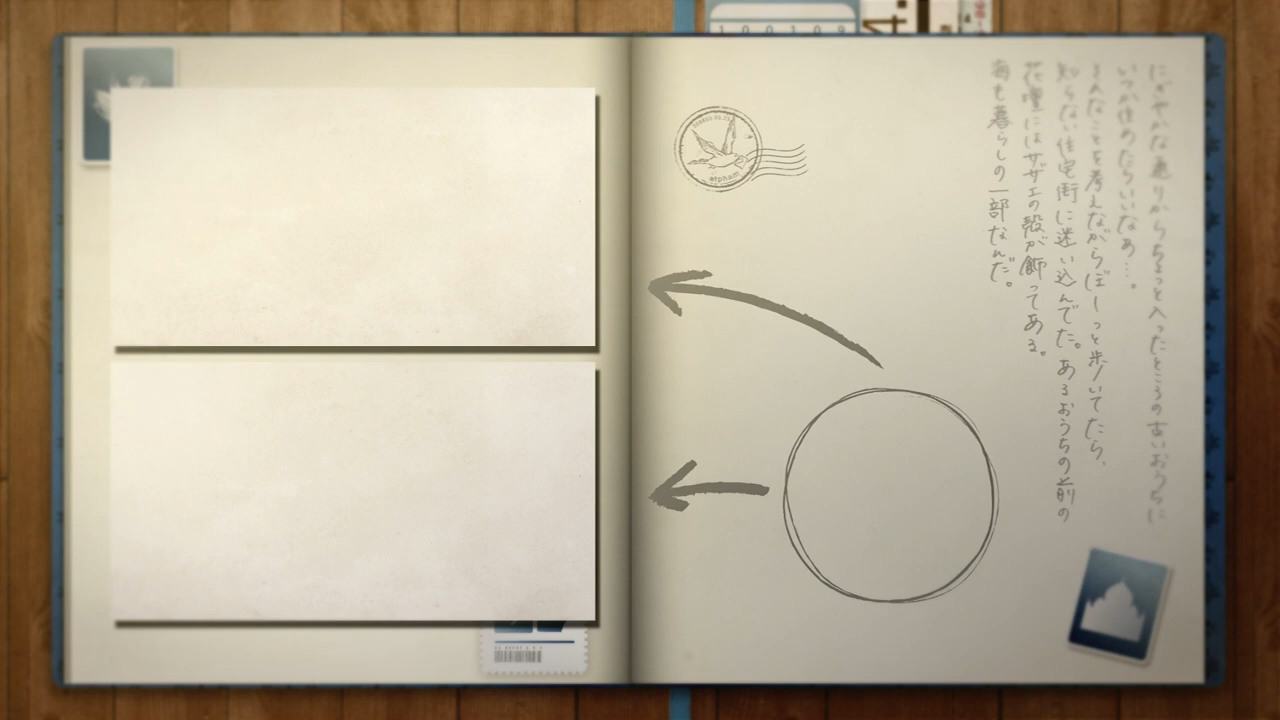 にぎやかな通りからちょっと入ったところの古いおうちに
いつか住めたらいいなぁ…。
そんなことを考えながらぼーっと歩いてたら、
知らない住宅街に迷い込んでた。あるおうちの前の
花壇にはサザエの殻が飾ってある。
海も暮らしの一部なんだ。
100109